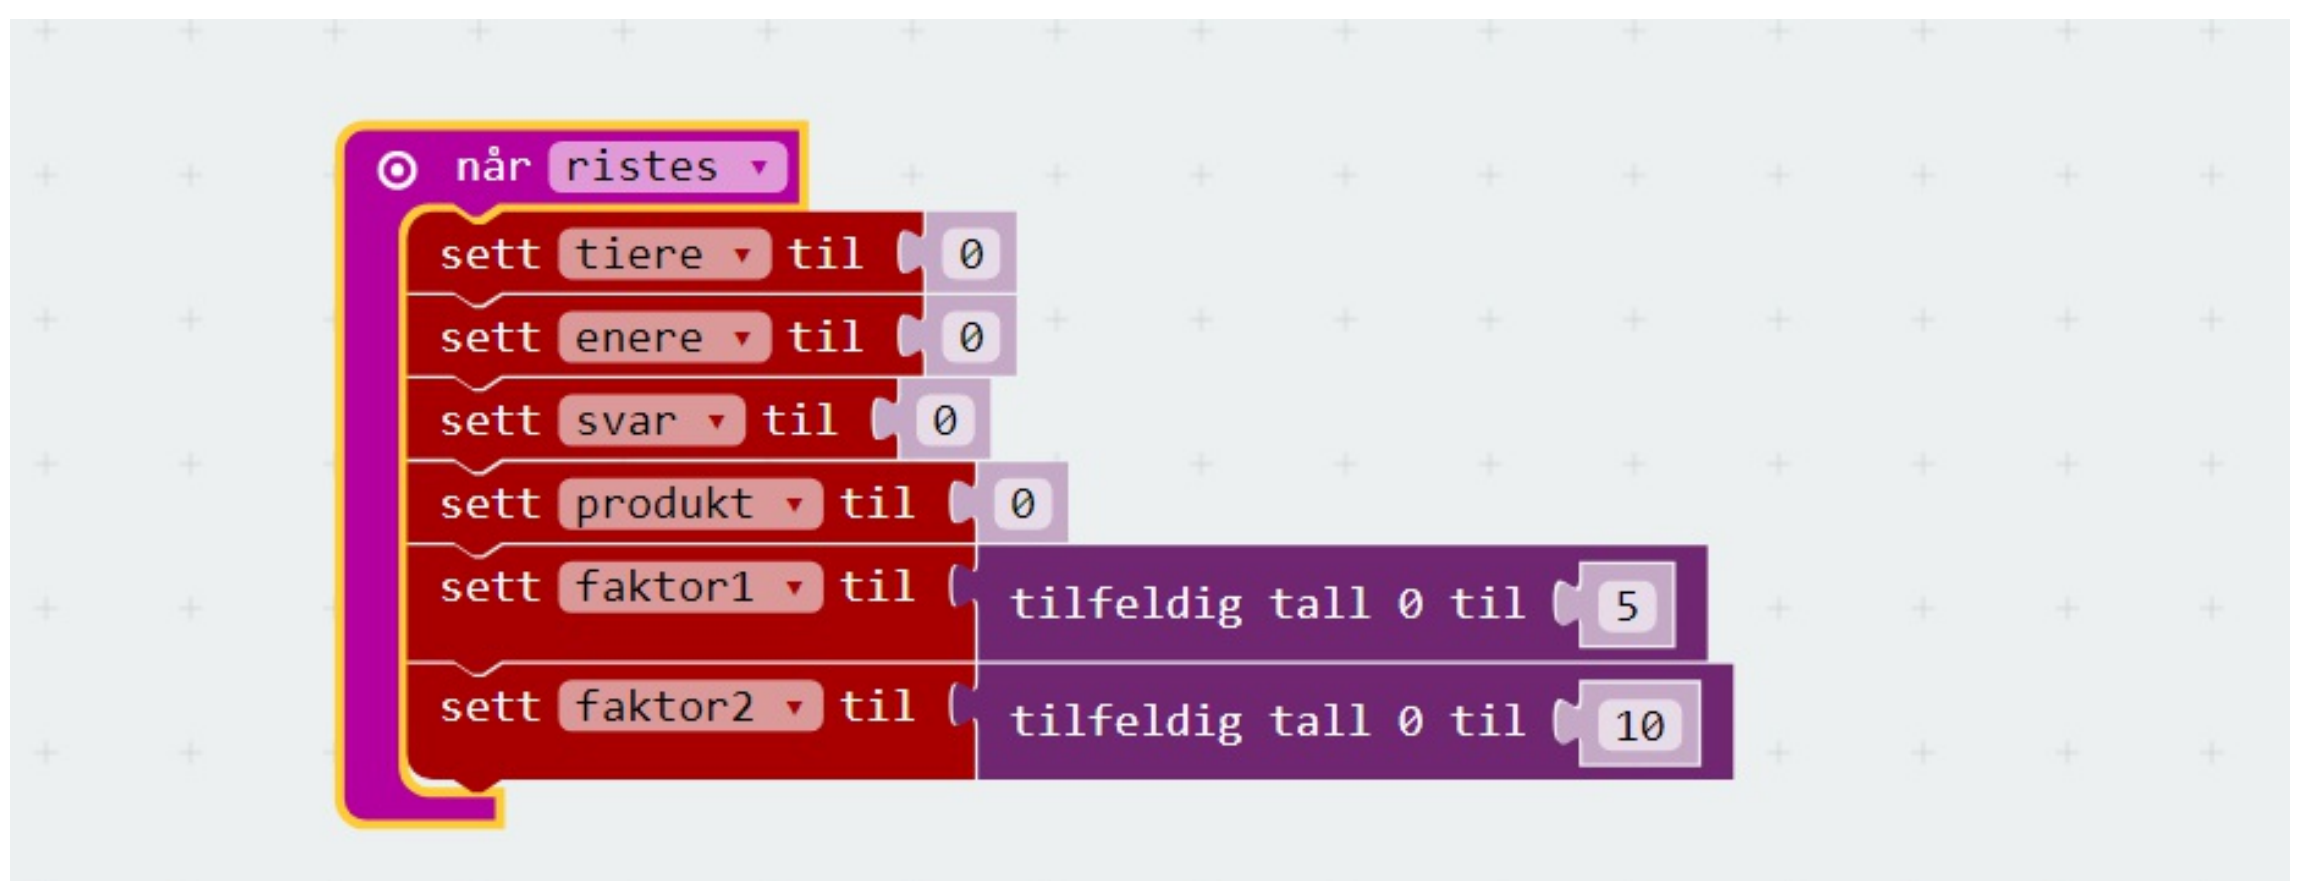 når ristes
sett tiere til 0
sett enere til 0
sett svar til 0
sett produkt til 0
sett faktor1 til tilfeldig tall 0 til 5
sett faktor2 til tilfeldig tall 0 til 10